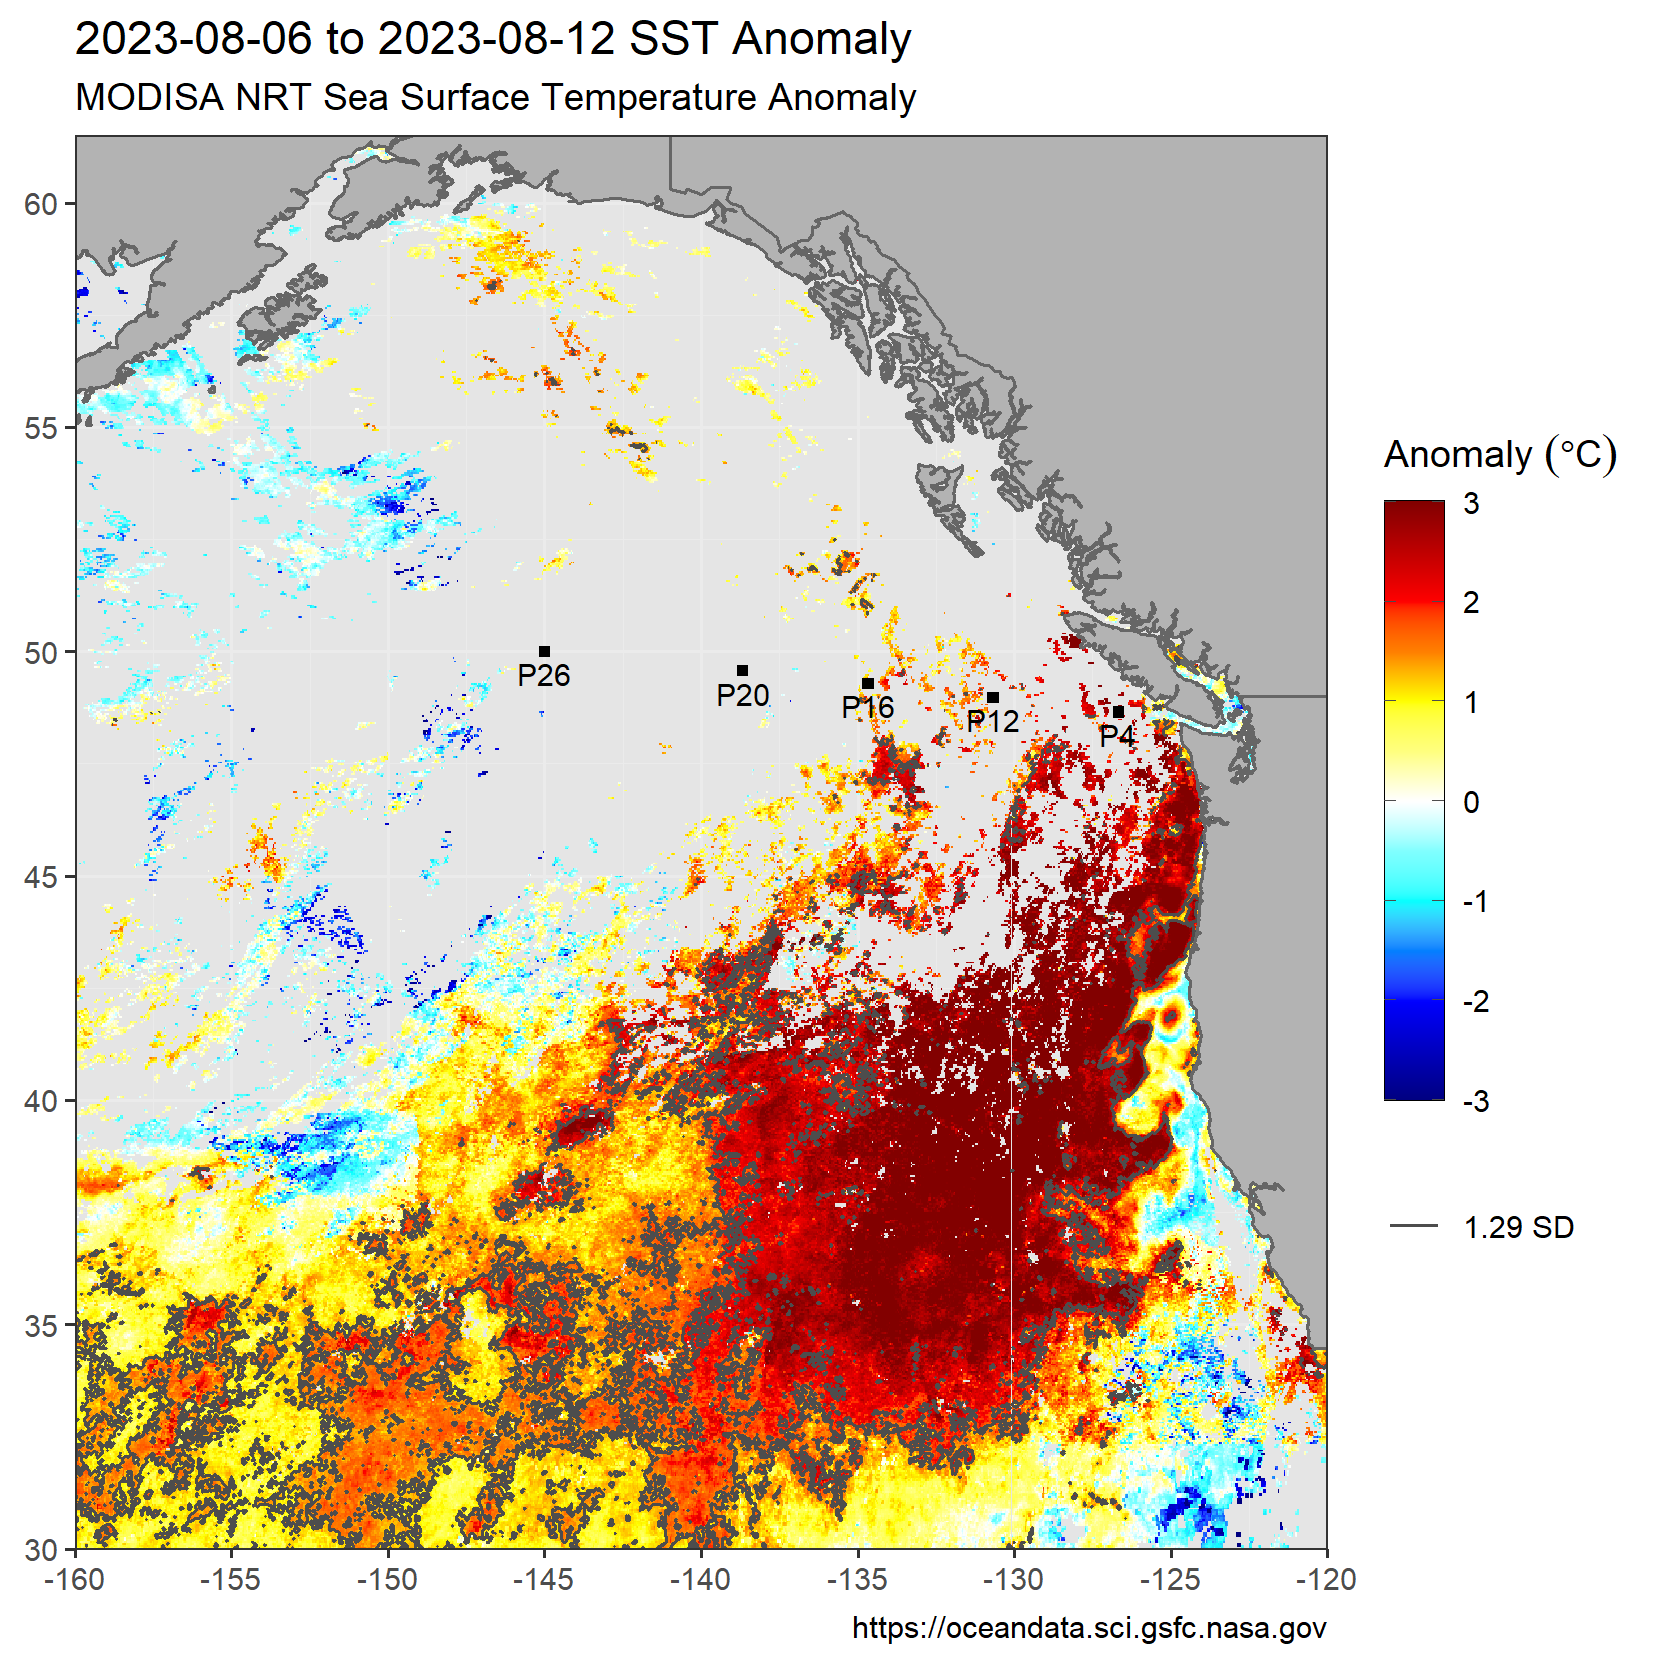 2023-08-06 to 2023-08-12 SST Anomaly
MODISA NRT Sea Surface Temperature Anomaly
60
55
50
45
40
35
30
-160
-155
-150
-145
-140
-135
-130
-125
-120
P26
P20
P16
P12
P4
Anomaly (°C)
3
2
1
0
-1
-2
-3
1.29 SD
https://oceandata.sci.gsfc.nasa.gov